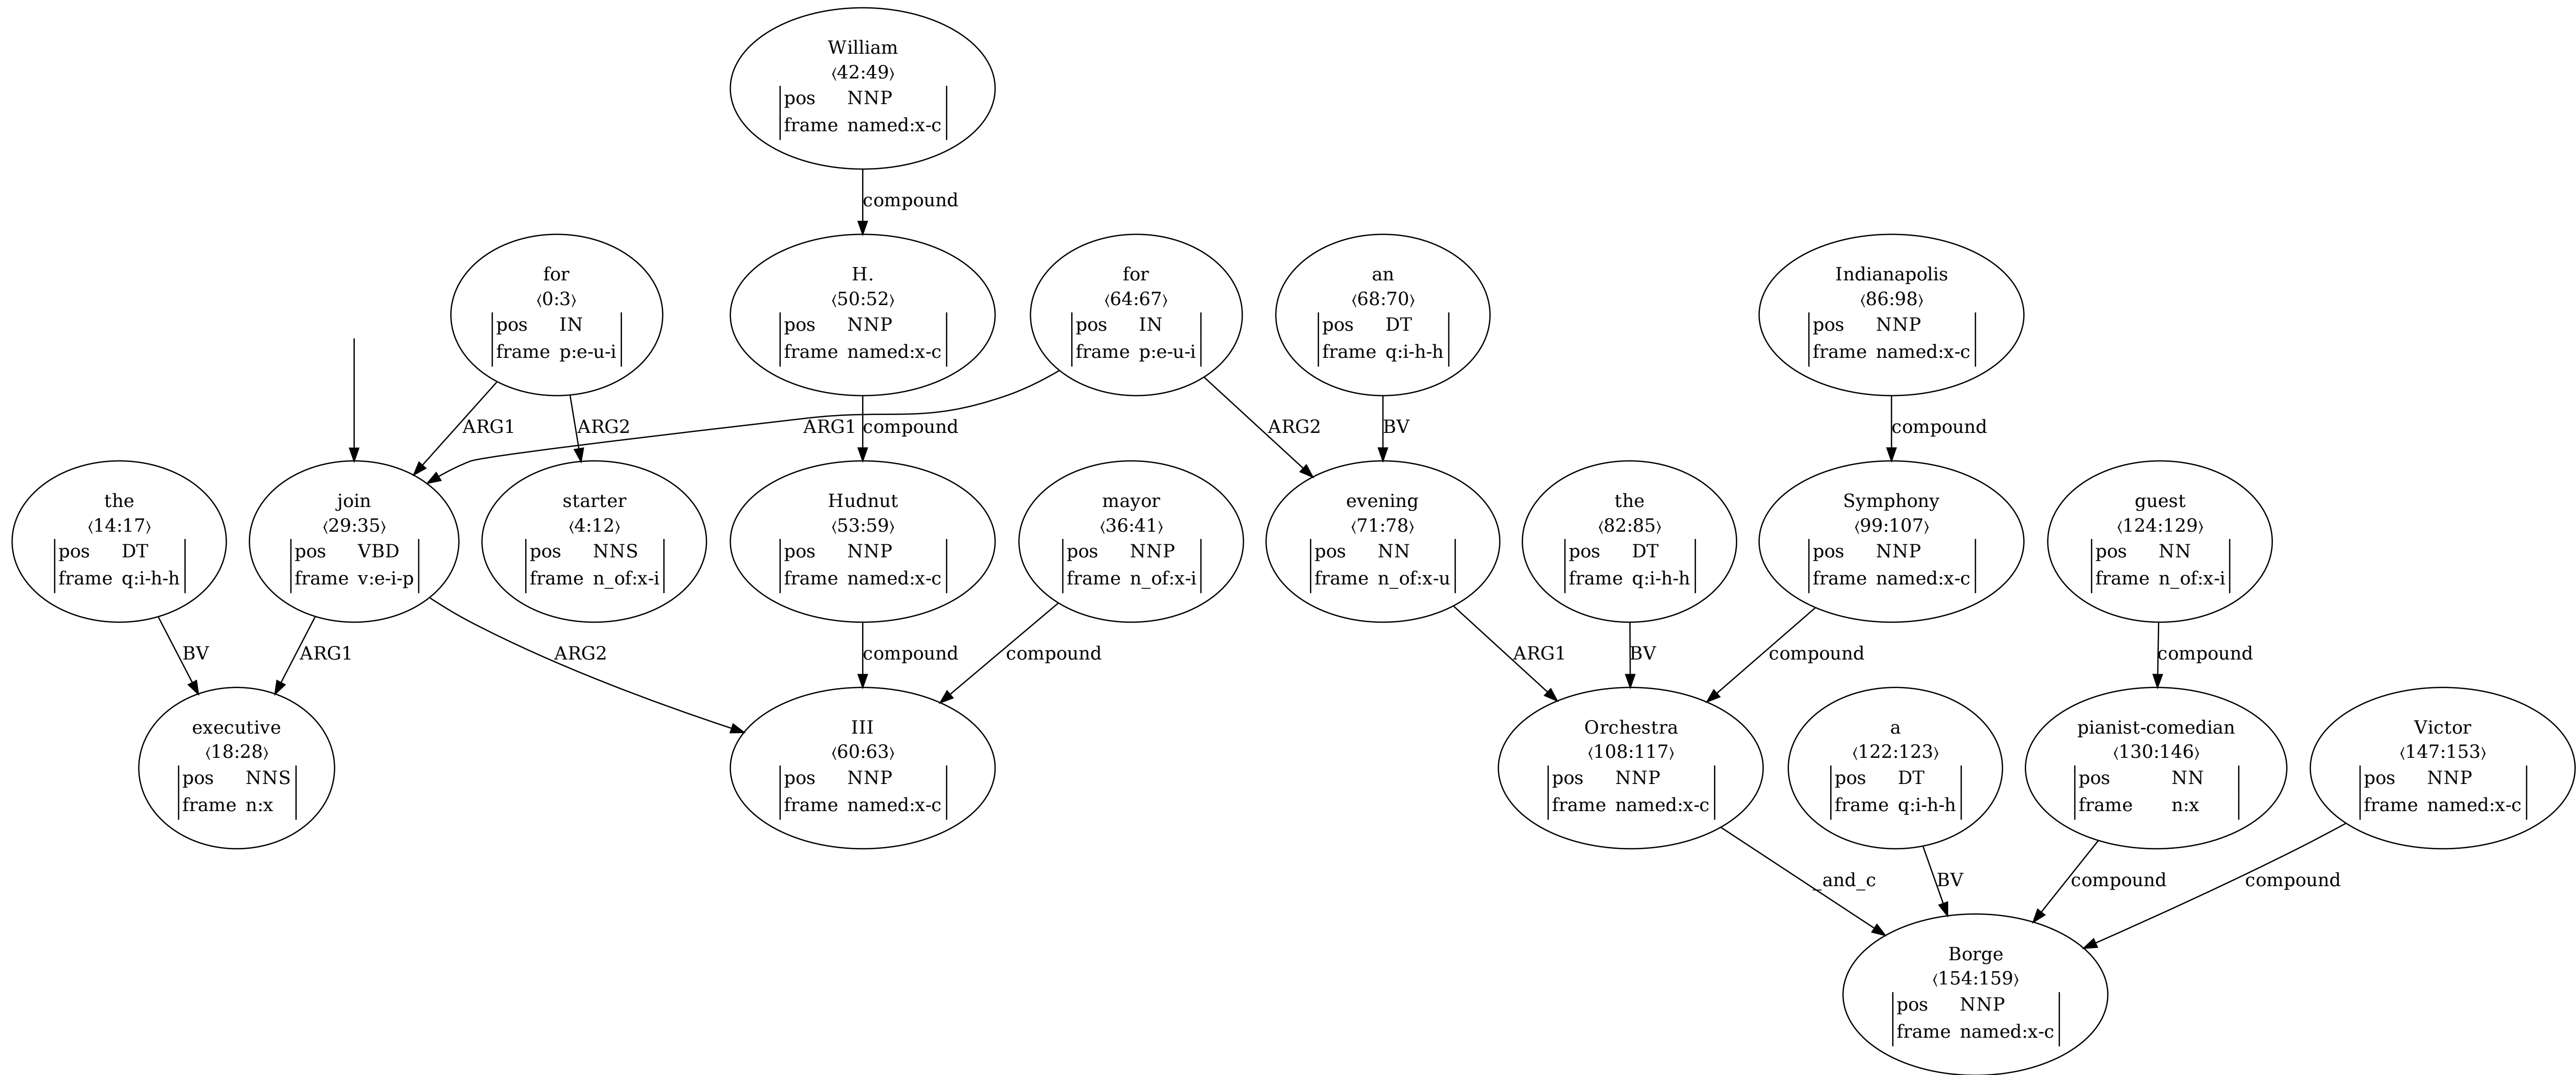 William
⟨42:49⟩
pos NNP
frame named:x-c
compound
for
⟨0:3⟩
pos IN
frame p:e-u-i
H.
⟨50:52⟩
pos NNP
frame named:x-c
for
⟨64:67⟩
pos IN
frame p:e-u-i
an
⟨68:70⟩
pos DT
frame q:i-h-h
Indianapolis
⟨86:98⟩
pos NNP
frame named:x-c
ARG1
ARG2
ARG1
compound
ARG2
BV
compound
the
⟨14:17⟩
pos DT
frame q:i-h-h
join
⟨29:35⟩
pos VBD
frame v:e-i-p
starter
⟨4:12⟩
pos NNS
frame n_of:x-i
Hudnut
⟨53:59⟩
pos NNP
frame named:x-c
mayor
⟨36:41⟩
pos NNP
frame n_of:x-i
evening
⟨71:78⟩
pos NN
frame n_of:x-u
the
⟨82:85⟩
pos DT
frame q:i-h-h
Symphony
⟨99:107⟩
pos NNP
frame named:x-c
guest
⟨124:129⟩
pos NN
frame n_of:x-i
BV
ARG1
ARG2
compound
compound
ARG1
BV
compound
compound
executive
⟨18:28⟩
pos NNS
frame n:x
III
⟨60:63⟩
pos NNP
frame named:x-c
Orchestra
⟨108:117⟩
pos NNP
frame named:x-c
a
⟨122:123⟩
pos DT
frame q:i-h-h
pianist-comedian
⟨130:146⟩
pos NN
frame n:x
Victor
⟨147:153⟩
pos NNP
frame named:x-c
_and_c
BV
compound
compound
Borge
⟨154:159⟩
pos NNP
frame named:x-c